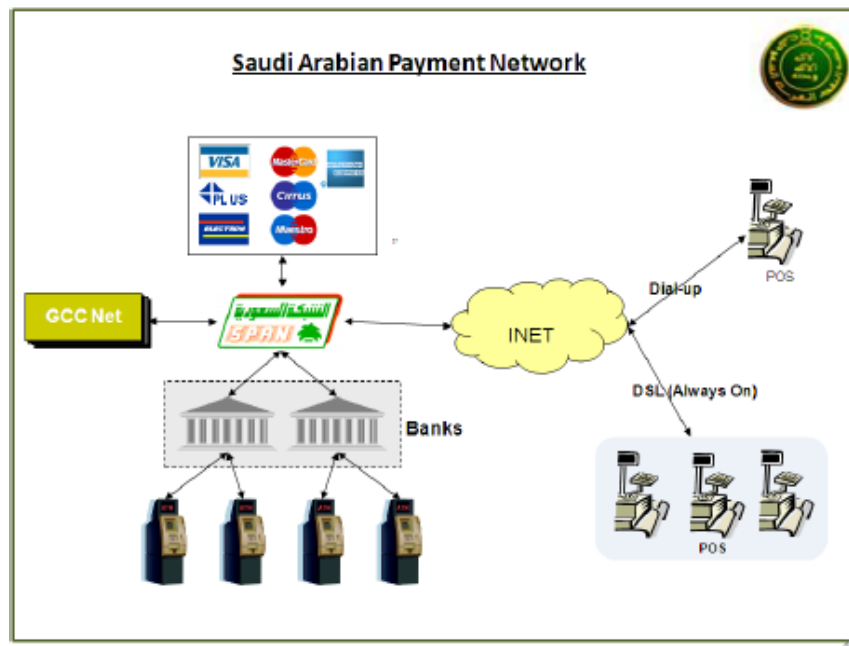 Saudi Arabian Payment Network
VISA
MasterCard
PLUS
Cirrus
ELECTRON
Maestro
GCC Net
الشبكة السعودية
SPAN
INET
Dial-up
POS
DSL (Always On)
Banks
POS